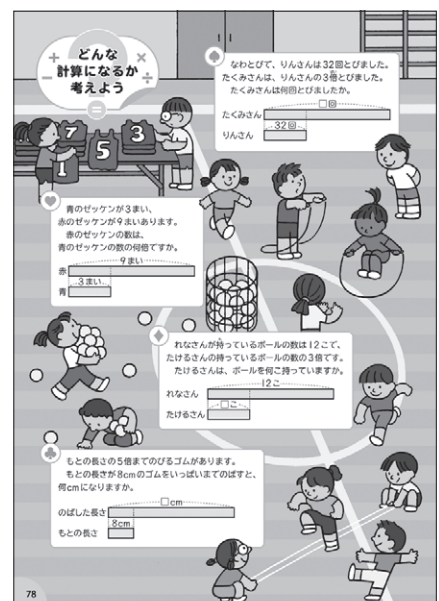 どんな
計算になるか
考えよう
+ × − ÷ =
♠
なわとびで、りんさんは32回とびました。
たくみさんは、りんさんの3倍とびました。
たくみさんは何回とびましたか。
□回
たくみさん
32回
りんさん
7 3
5
1
♥
青のゼッケンが3まい、
赤のゼッケンが9まいあります。
赤のゼッケンの数は、
青のゼッケンの数の何倍ですか。
9まい
赤
3まい
青
♦
れなさんが持っているボールの数は12こで、
たけるさんの持っているボールの数の3倍です。
たけるさんは、ボールを何こ持っていますか。
12こ
れなさん
□こ
たけるさん
♣
もとの長さの5倍までのびるゴムがあります。
もとの長さが8cmのゴムをいっぱいまでのばすと、
何cmになりますか。
□cm
のばした長さ
8cm
もとの長さ
78